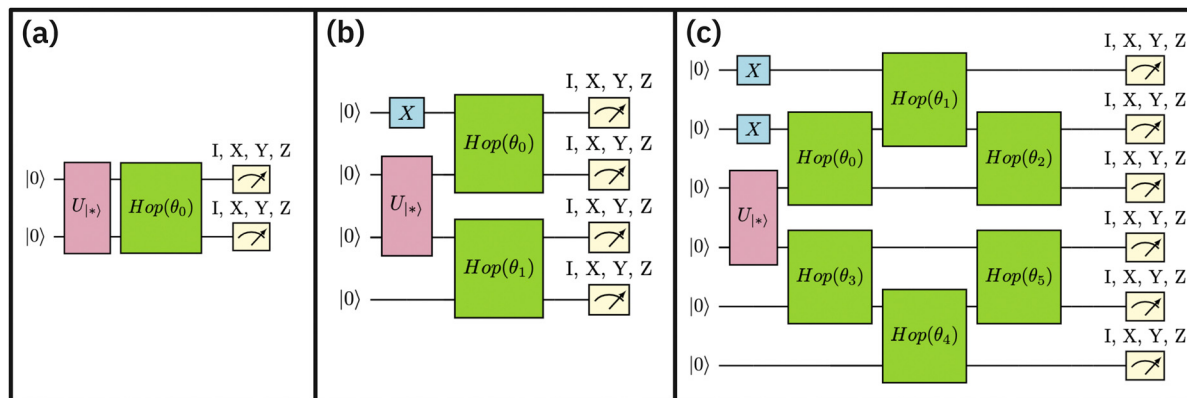 (a)
I, X, Y, Z
|0⟩
U|∗⟩
Hop(θ0)
I, X, Y, Z
|0⟩
(b)
I, X, Y, Z
|0⟩
X
Hop(θ0)
I, X, Y, Z
|0⟩
U|∗⟩
I, X, Y, Z
|0⟩
Hop(θ1)
I, X, Y, Z
|0⟩
(c)
I, X, Y, Z
|0⟩
X
Hop(θ1)
I, X, Y, Z
|0⟩
X
Hop(θ0)
Hop(θ2)
I, X, Y, Z
|0⟩
U|∗⟩
I, X, Y, Z
|0⟩
Hop(θ3)
Hop(θ5)
I, X, Y, Z
|0⟩
Hop(θ4)
I, X, Y, Z
|0⟩